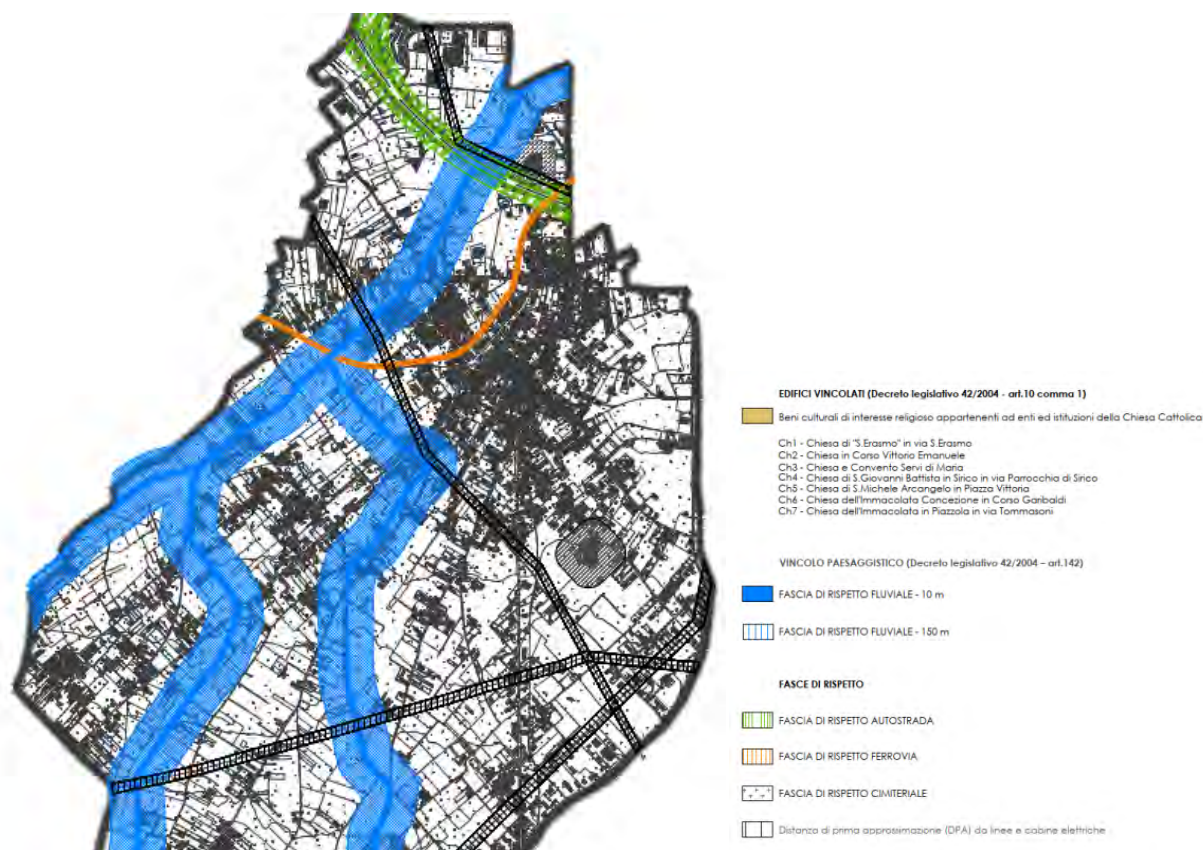 EDIFICI VINCOLATI (Decreto legislativo 42/2004 - art.10 comma 1)
Beni culturali di interesse religioso appartenenti ad enti ed istituzioni della Chiesa Cattolica
Ch1 - Chiesa di "S.Erasmo" in via S.Erasmo
Ch2 - Chiesa in Corso Vittorio Emanuele
Ch3 - Chiesa e Convento Servi di Maria
Ch4 - Chiesa di S.Giovanni Battista in Sirico in via Parrocchia di Sirico
Ch5 - Chiesa di S.Michele Arcangelo in Piazza Vittoria
Ch6 - Chiesa dell'Immacolata Concezione in Corso Garibaldi
Ch7 - Chiesa dell'Immacolata in Piazzola in via Tommasoni
VINCOLO PAESAGGISTICO (Decreto legislativo 42/2004 – art.142)
FASCIA DI RISPETTO FLUVIALE - 10 m
FASCIA DI RISPETTO FLUVIALE - 150 m
FASCE DI RISPETTO
FASCIA DI RISPETTO AUTOSTRADA
FASCIA DI RISPETTO FERROVIA
FASCIA DI RISPETTO CIMITERIALE
Distanza di prima approssimazione (DPA) da linee e cabine elettriche